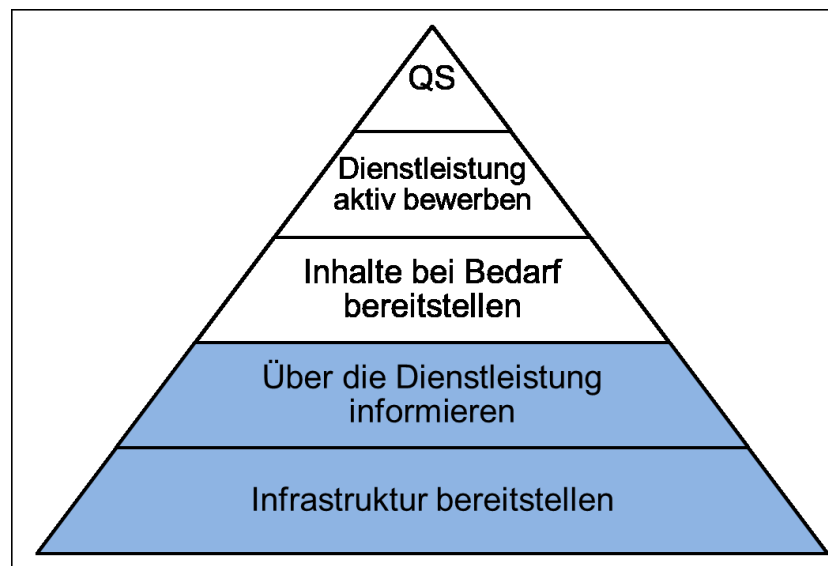 QS
Dienstleistung
aktiv bewerben
Inhalte bei Bedarf
bereitstellen
Über die Dienstleistung
informieren
Infrastruktur bereitstellen